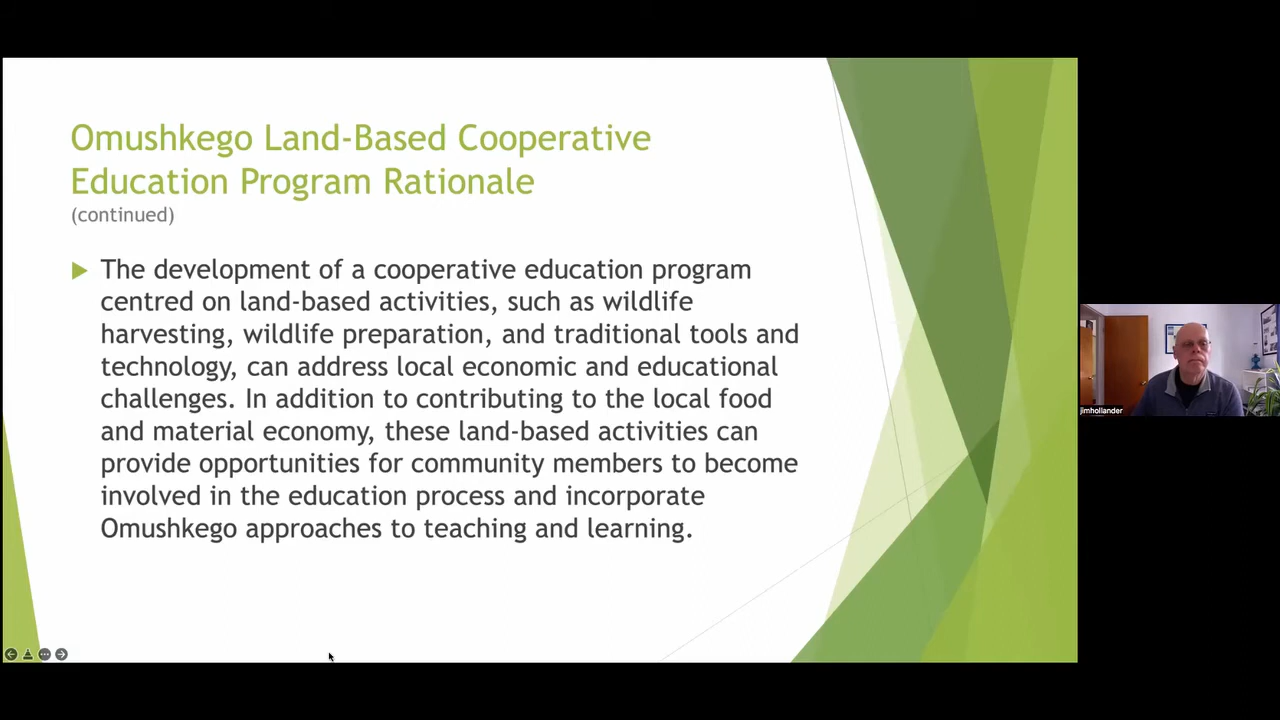 Omushkego Land-Based Cooperative
Education Program Rationale
(continued)
The development of a cooperative education program
centred on land-based activities, such as wildlife
harvesting, wildlife preparation, and traditional tools and
technology, can address local economic and educational
challenges. In addition to contributing to the local food
and material economy, these land-based activities can
provide opportunities for community members to become
involved in the education process and incorporate
Omushkego approaches to teaching and learning.
jimhollander